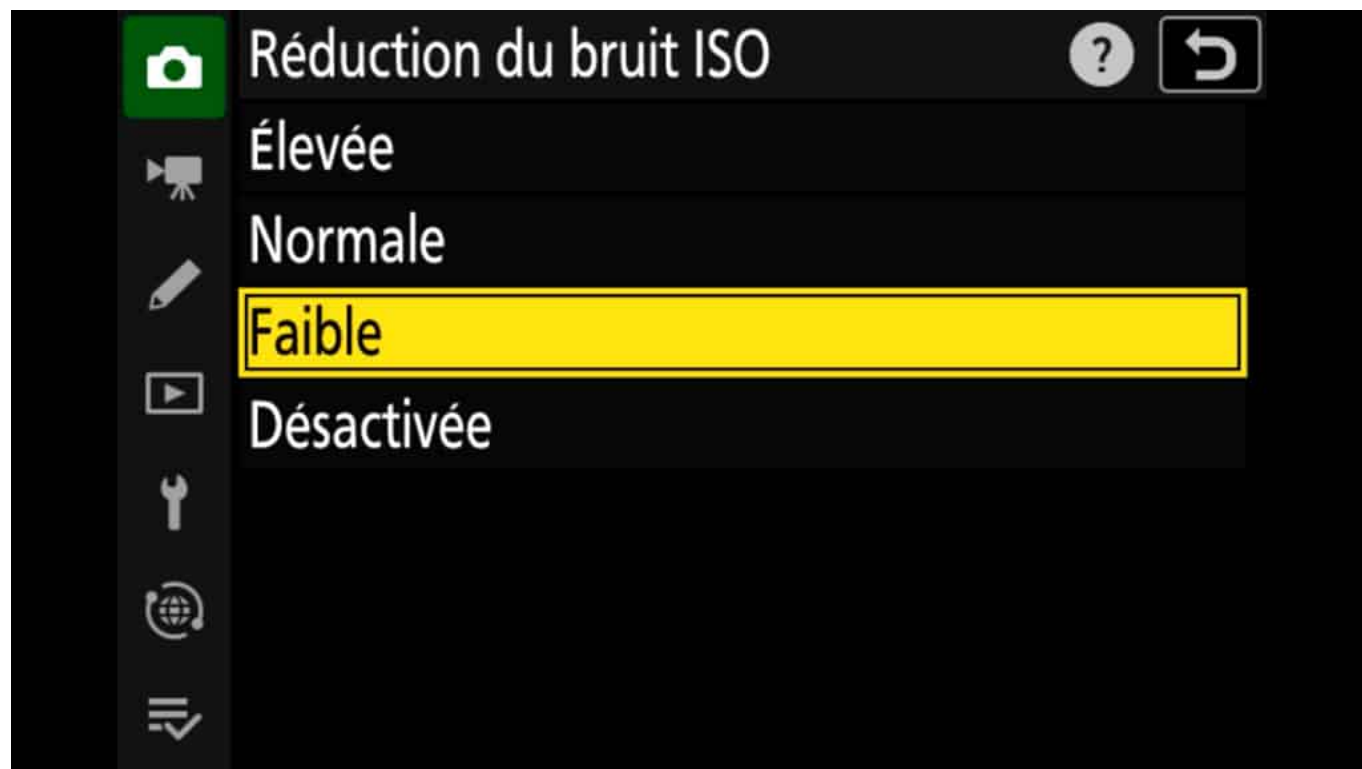 Réduction du bruit ISO
?
Élevée
Normale
Faible
Désactivée